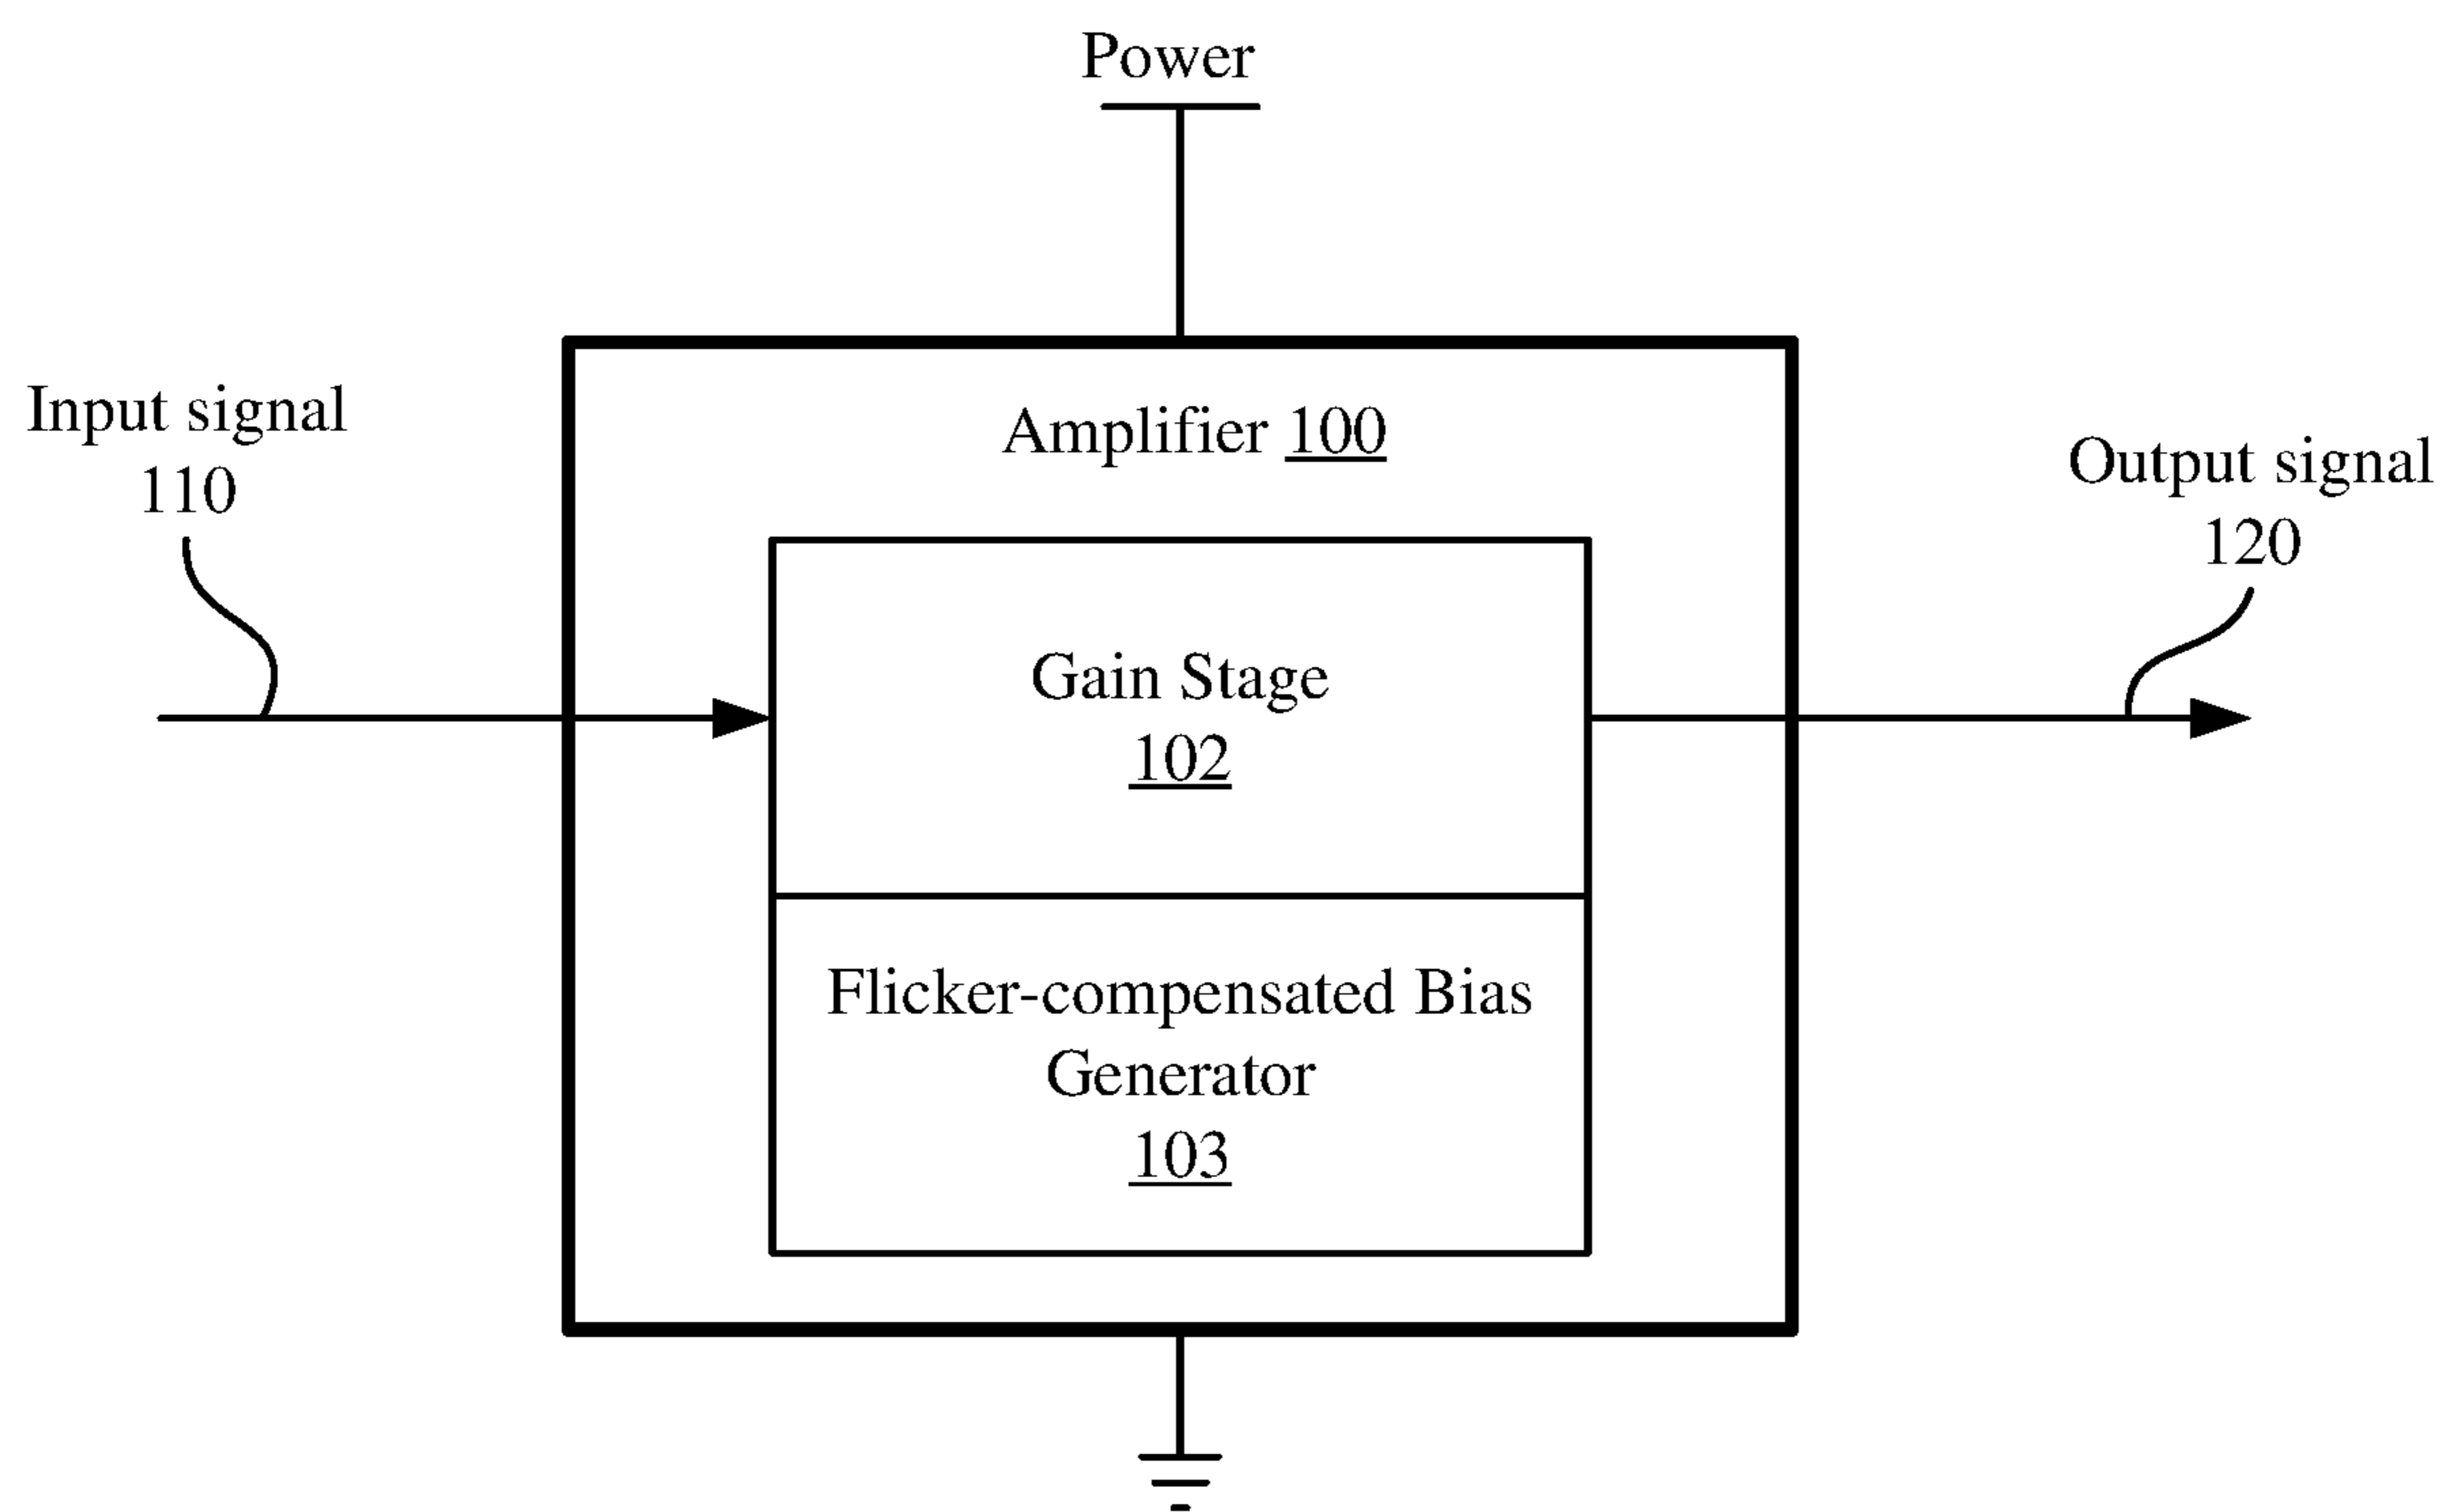 Power
Input signal
110
Amplifier 100
Output signal
120
Gain Stage
102
Flicker-compensated Bias
Generator
103